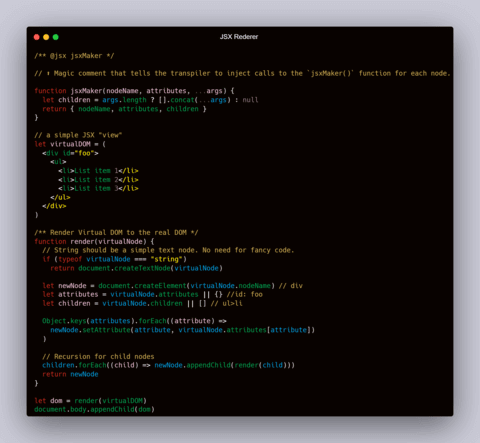 JSX Rederer
/** @jsx jsxMaker */
// ⬆ Magic comment that tells the transpiler to inject calls to the `jsxMaker()` function for each node.
function jsxMaker(nodeName, attributes, ...args) {
  let children = args.length ? [].concat(...args) : null
  return { nodeName, attributes, children }
}
// a simple JSX "view"
let virtualDOM = (
  <div id="foo">
    <ul>
      <li>List item 1</li>
      <li>List item 2</li>
      <li>List item 3</li>
    </ul>
  </div>
)
/** Render Virtual DOM to the real DOM */
function render(virtualNode) {
  // String should be a simple text node. No need for fancy code.
  if (typeof virtualNode === "string")
    return document.createTextNode(virtualNode)
  let newNode = document.createElement(virtualNode.nodeName) // div
  let attributes = virtualNode.attributes || {} //id: foo
  let children = virtualNode.children || [] // ul>li
  Object.keys(attributes).forEach((attribute) =>
    newNode.setAttribute(attribute, virtualNode.attributes[attribute])
  )
  // Recursion for child nodes
  children.forEach((child) => newNode.appendChild(render(child)))
  return newNode
}
let dom = render(virtualDOM)
document.body.appendChild(dom)